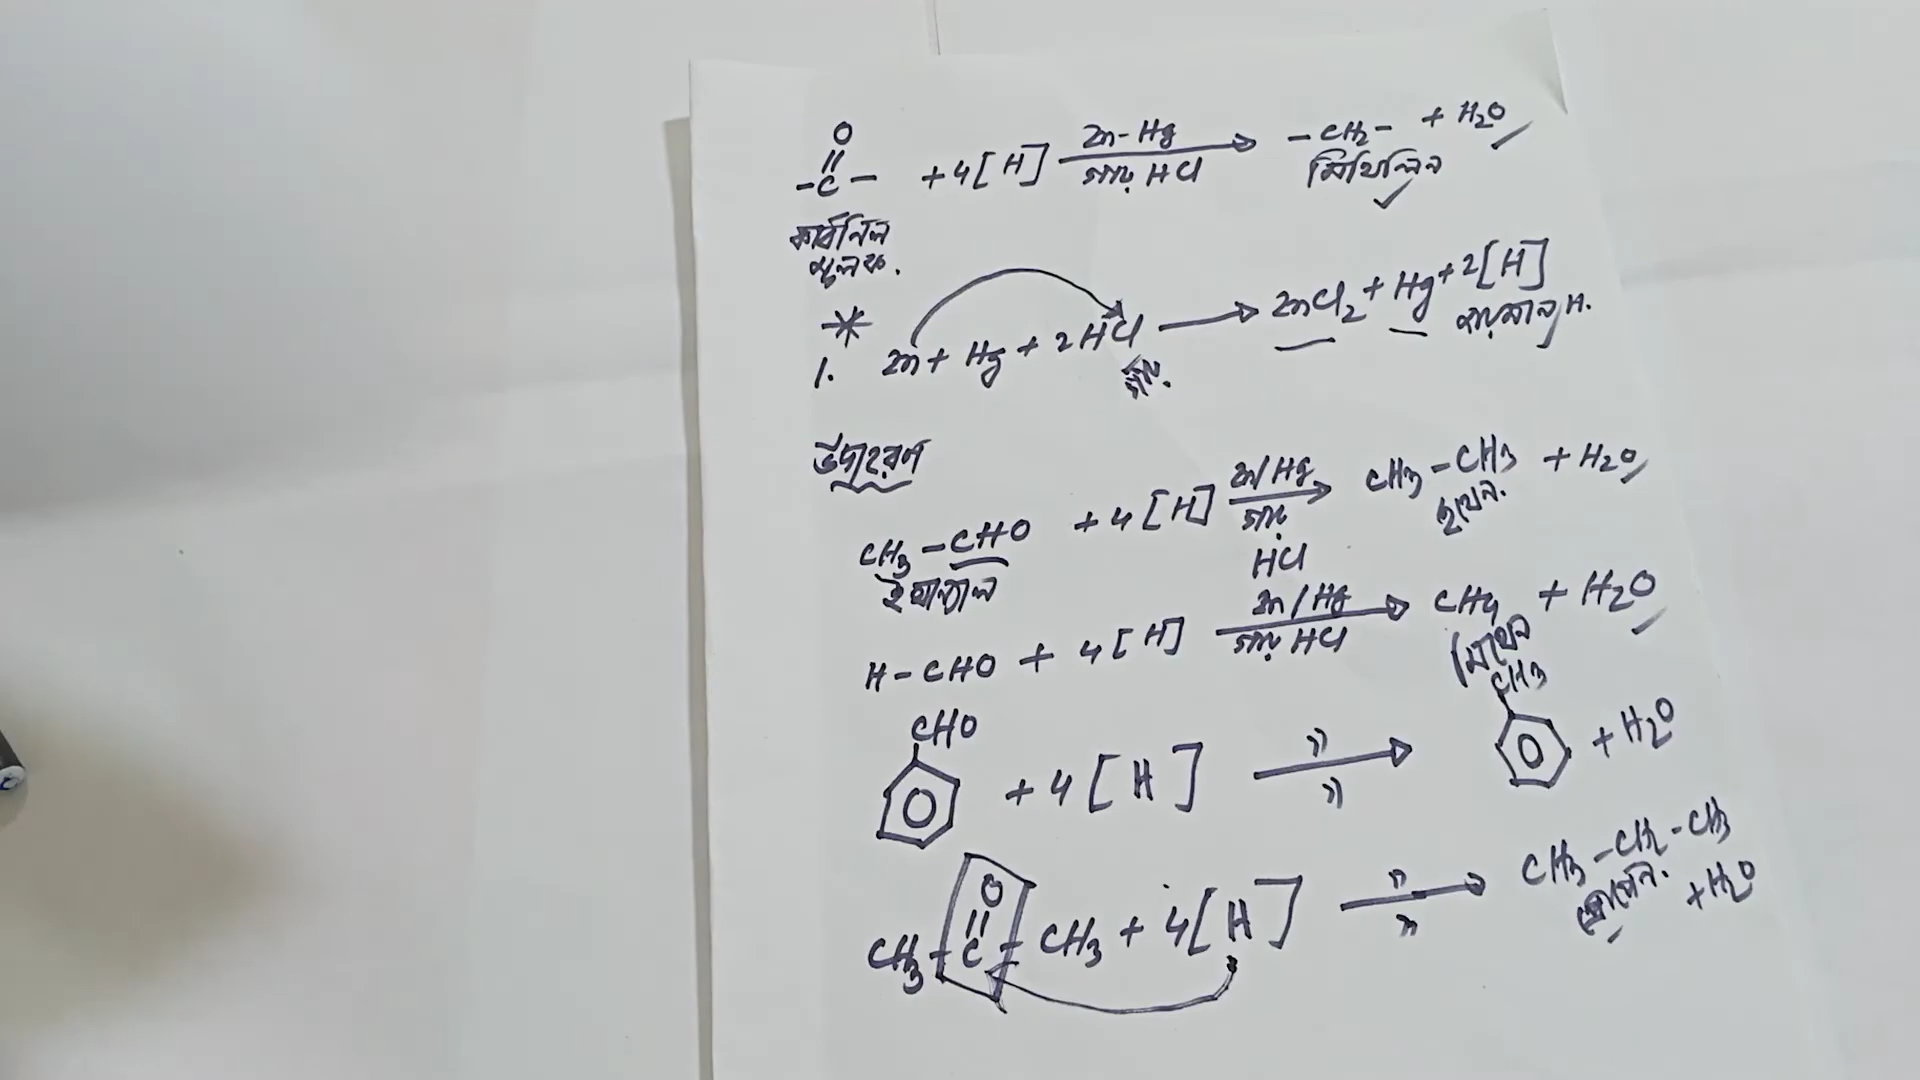 O
||
-C- + 4[H] Zn-Hg → গাঢ় HCl -CH2- + H2O
কার্বনিল মিথিলিন
মূলক.
*
1. Zn + Hg + 2HCl → ZnCl2 + Hg + 2[H]
গাঢ়. জায়মান H.
উদাহরণ
CH3-CHO + 4[H] Zn/Hg → গাঢ় HCl CH3-CH3 + H2O
ইথান্যাল ইথেন.
H-CHO + 4[H] Zn/Hg → গাঢ় HCl CH4 + H2O
মিথেন
CHO CH3
+ 4[H] " → " + H2O
O
||
CH3-C-CH3 + 4[H] " → " CH3-CH2-CH3
প্রোপেন. + H2O